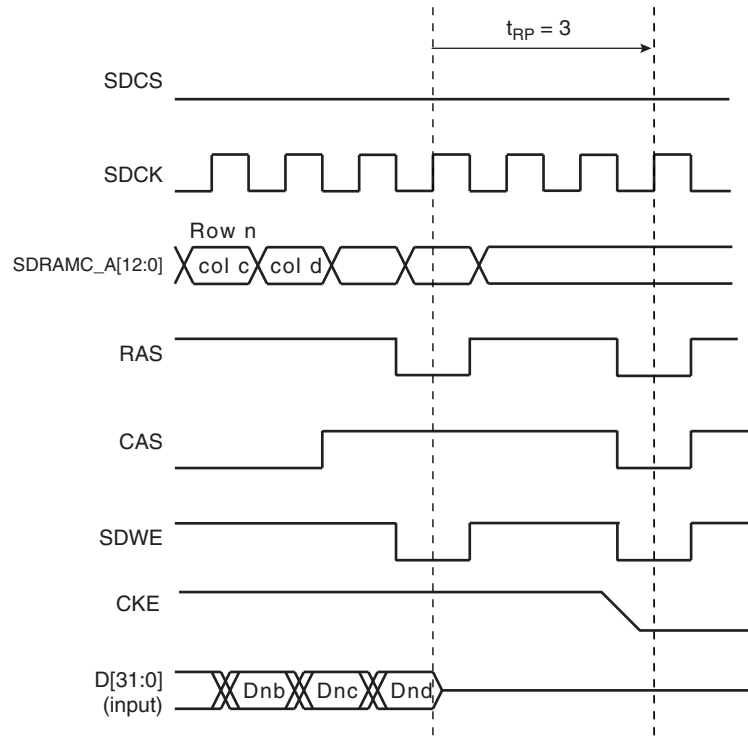 tRP = 3
SDCS
SDCK
Row n
SDRAMC_A[12:0]
col c
col d
RAS
CAS
SDWE
CKE
D[31:0]
(input)
Dnb
Dnc
Dnd